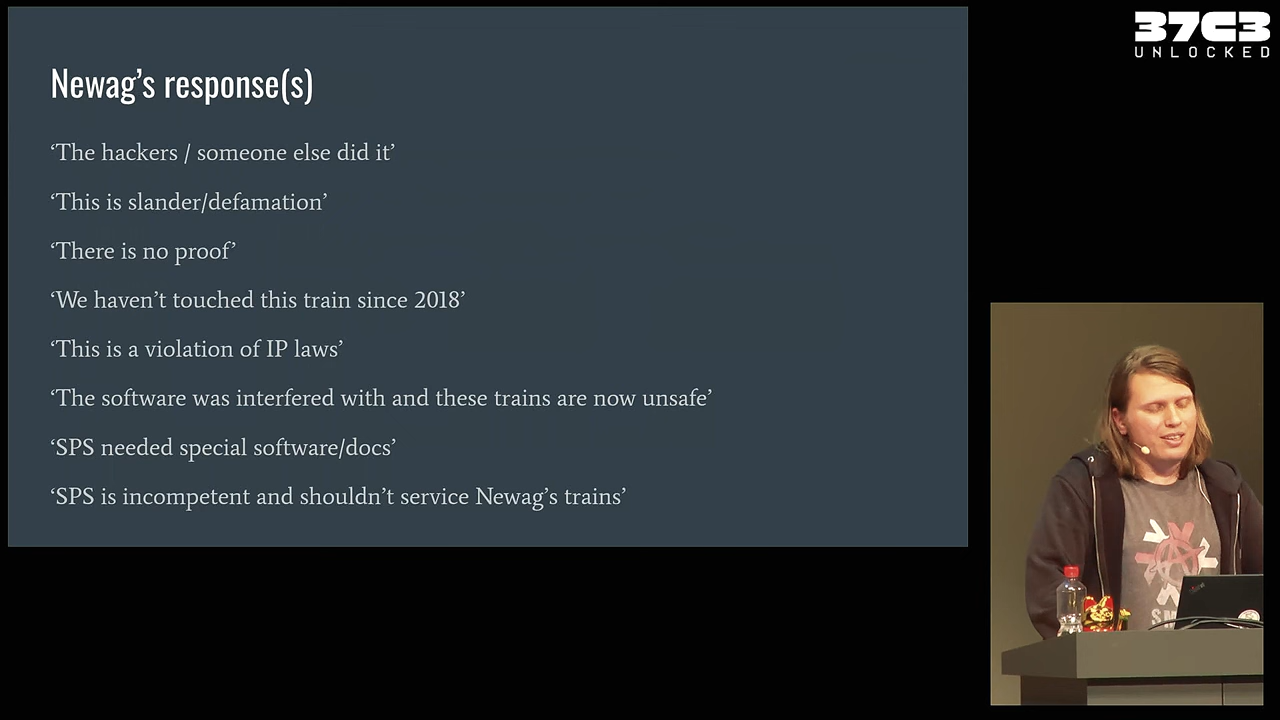 37C3
UNLOCKED
Newag’s response(s)
‘The hackers / someone else did it’
‘This is slander/defamation’
‘There is no proof’
‘We haven’t touched this train since 2018’
‘This is a violation of IP laws’
‘The software was interfered with and these trains are now unsafe’
‘SPS needed special software/docs’
‘SPS is incompetent and shouldn’t service Newag’s trains’